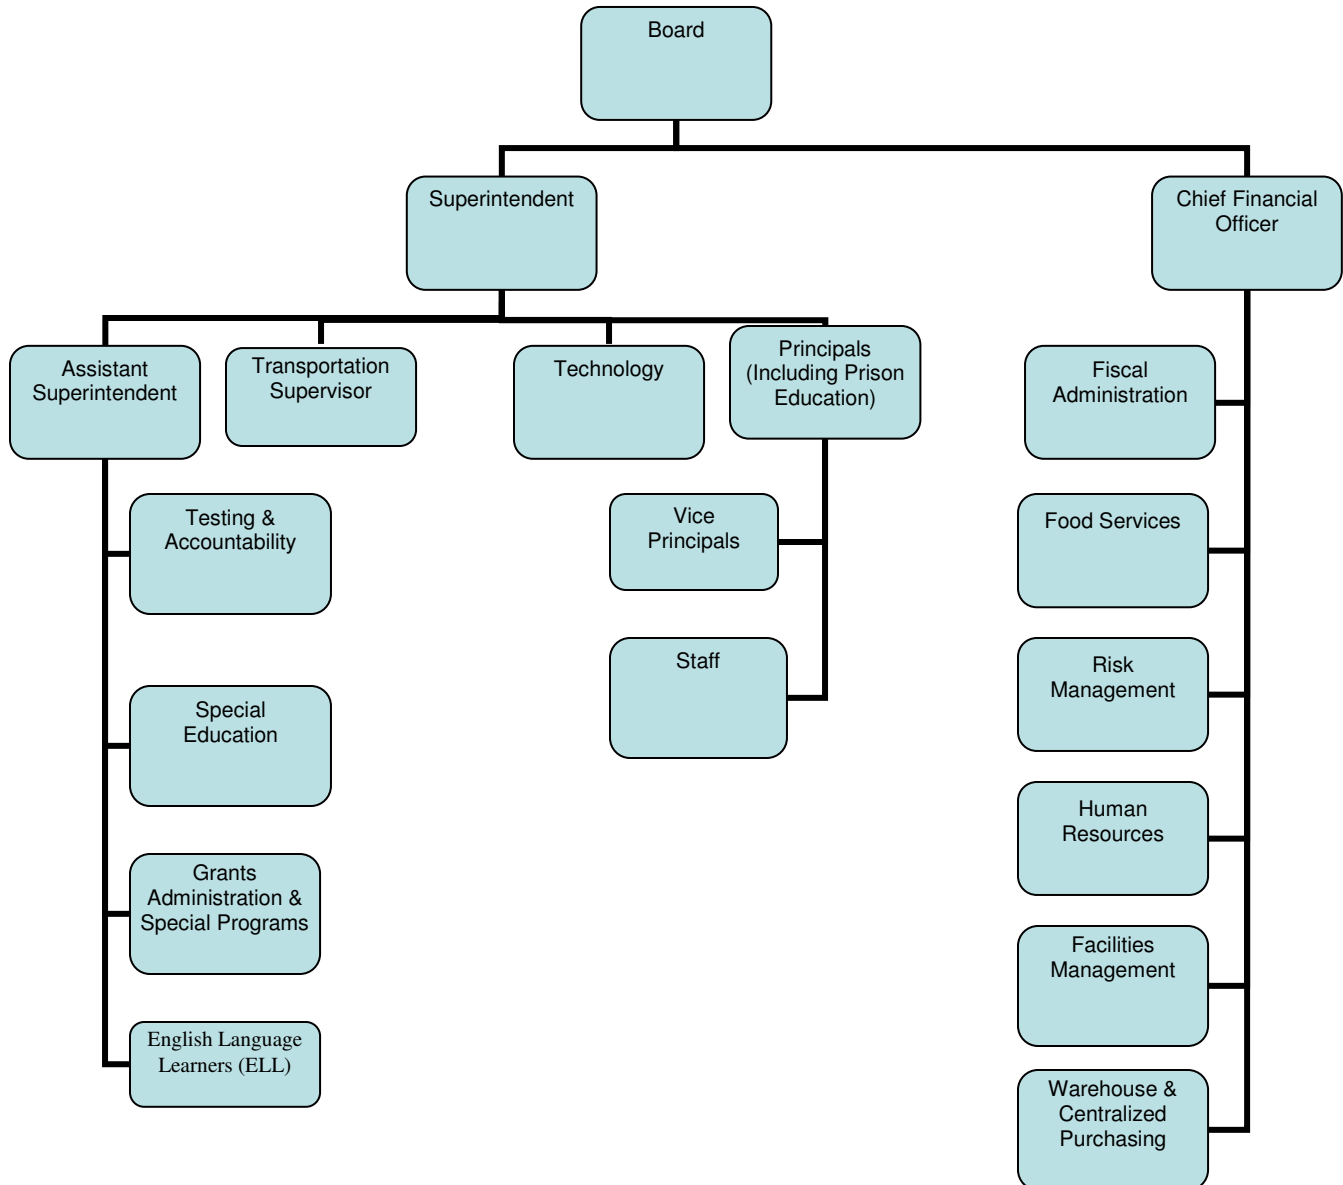 Board
Superintendent
Chief Financial
Officer
Assistant
Superintendent
Transportation
Supervisor
Technology
Principals
(Including Prison
Education)
Fiscal
Administration
Testing &
Accountability
Vice
Principals
Food Services
Staff
Risk
Management
Special
Education
Human
Resources
Grants
Administration &
Special Programs
Facilities
Management
English Language
Learners (ELL)
Warehouse &
Centralized
Purchasing